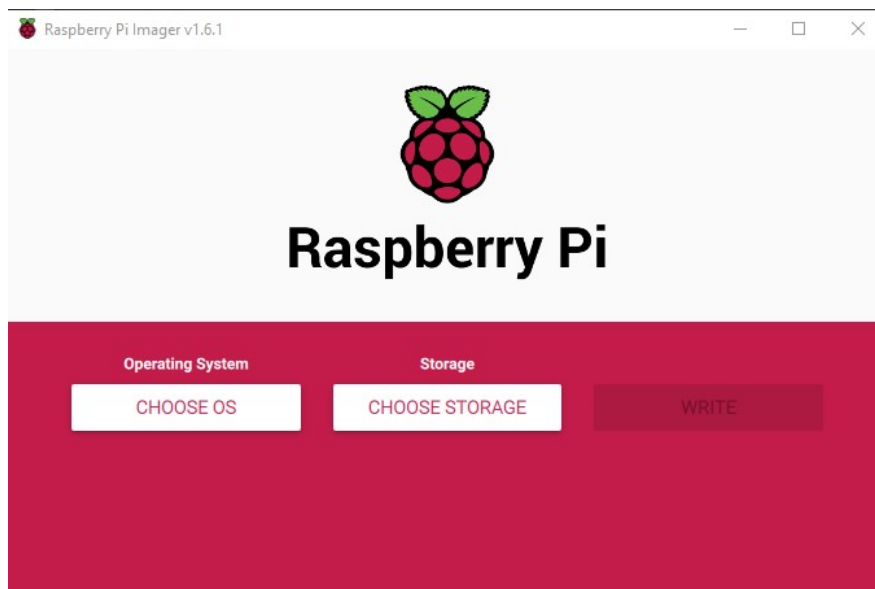 Raspberry Pi Imager v1.6.1
Raspberry Pi
Operating System
Storage
CHOOSE OS
CHOOSE STORAGE
WRITE